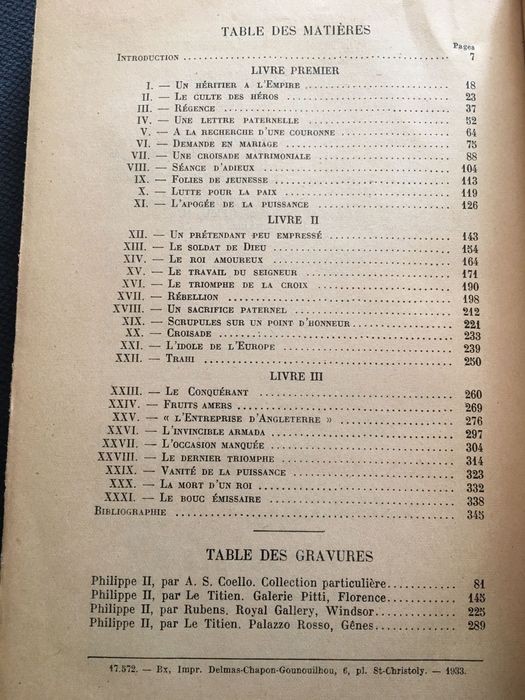 TABLE DES MATIÈRES
Pages
INTRODUCTION 7
LIVRE PREMIER
I. — UN HÉRITIER A L'EMPIRE 18
II. — LE CULTE DES HÉROS 23
III. — RÉGENCE 37
IV. — UNE LETTRE PATERNELLE 52
V. — A LA RECHERCHE D'UNE COURONNE 64
VI. — DEMANDE EN MARIAGE 75
VII. — UNE CROISADE MATRIMONIALE 88
VIII. — SÉANCE D'ADIEUX 104
IX. — FOLIES DE JEUNESSE 113
X. — LUTTE POUR LA PAIX 119
XI. — L'APOGÉE DE LA PUISSANCE 126
LIVRE II
XII. — UN PRÉTENDANT PEU EMPRESSÉ 143
XIII. — LE SOLDAT DE DIEU 154
XIV. — LE ROI AMOUREUX 164
XV. — LE TRAVAIL DU SEIGNEUR 171
XVI. — LE TRIOMPHE DE LA CROIX 190
XVII. — RÉBELLION 198
XVIII. — UN SACRIFICE PATERNEL 212
XIX. — SCRUPULES SUR UN POINT D'HONNEUR 221
XX. — CROISADE 233
XXI. — L'IDOLE DE L'EUROPE 239
XXII. — TRAHI 250
LIVRE III
XXIII. — LE CONQUÉRANT 260
XXIV. — FRUITS AMERS 269
XXV. — « L'ENTREPRISE D'ANGLETERRE » 276
XXVI. — L'INVINCIBLE ARMADA 297
XXVII. — L'OCCASION MANQUÉE 304
XXVIII. — LE DERNIER TRIOMPHE 314
XXIX. — VANITÉ DE LA PUISSANCE 323
XXX. — LA MORT D'UN ROI 332
XXXI. — LE BOUC ÉMISSAIRE 338
BIBLIOGRAPHIE 345
TABLE DES GRAVURES
Philippe II, par A. S. Coello. Collection particulière 81
Philippe II, par Le Titien. Galerie Pitti, Florence 145
Philippe II, par Rubens. Royal Gallery, Windsor 225
Philippe II, par Le Titien. Palazzo Rosso, Gênes 289
17.572. — Bx, Impr. Delmas-Chapon-Gounouilhou, 6, pl. St-Christoly. — 1933.